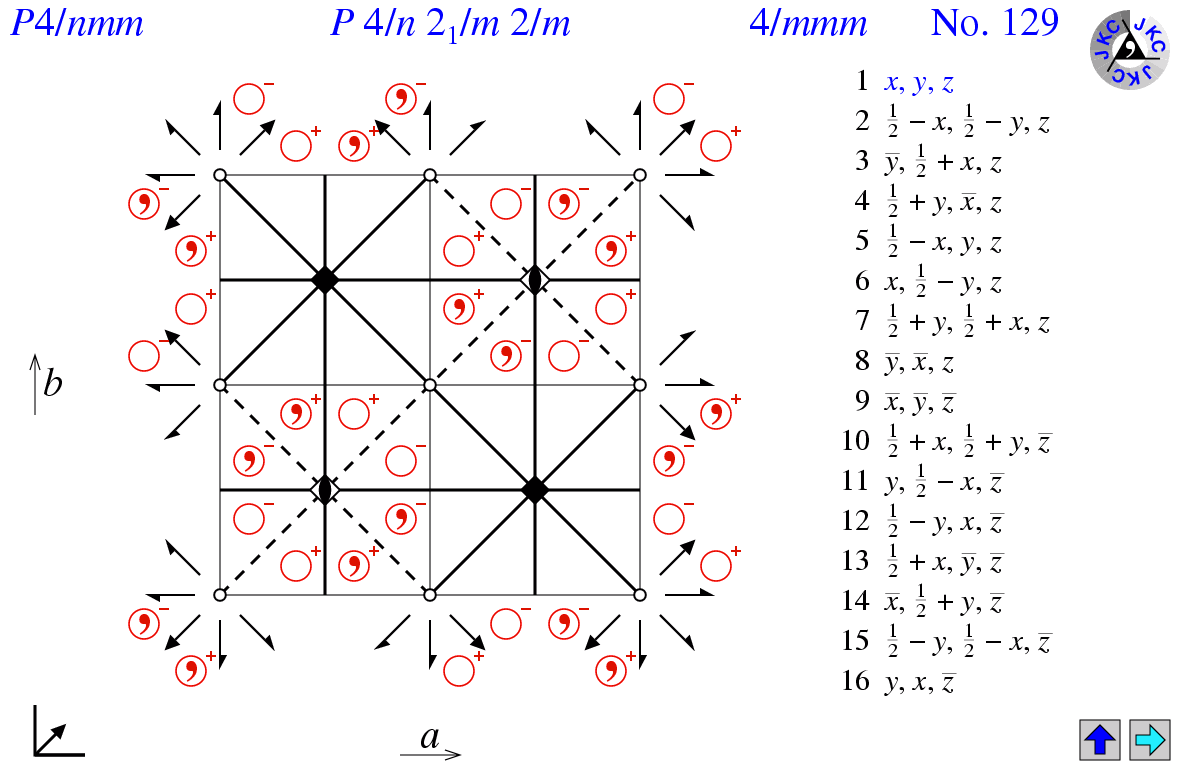 P4/nmm P 4/n 2₁/m 2/m 4/mmm No. 129
JKC JKC JKC
1 x, y, z
2 ½ − x, ½ − y, z
3 y̅, ½ + x, z
4 ½ + y, x̅, z
5 ½ − x, y, z
6 x, ½ − y, z
7 ½ + y, ½ + x, z
8 y̅, x̅, z
9 x̅, y̅, z̅
10 ½ + x, ½ + y, z̅
11 y, ½ − x, z̅
12 ½ − y, x, z̅
13 ½ + x, y̅, z̅
14 x̅, ½ + y, z̅
15 ½ − y, ½ − x, z̅
16 y, x, z̅
b
a